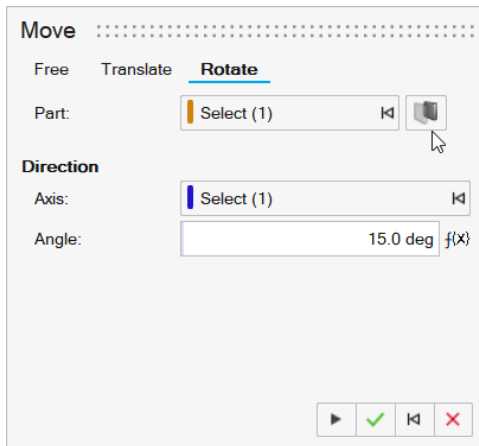 Move
Free Translate Rotate
Part: Select (1)
Direction
Axis: Select (1)
Angle: 15.0 deg f(x)